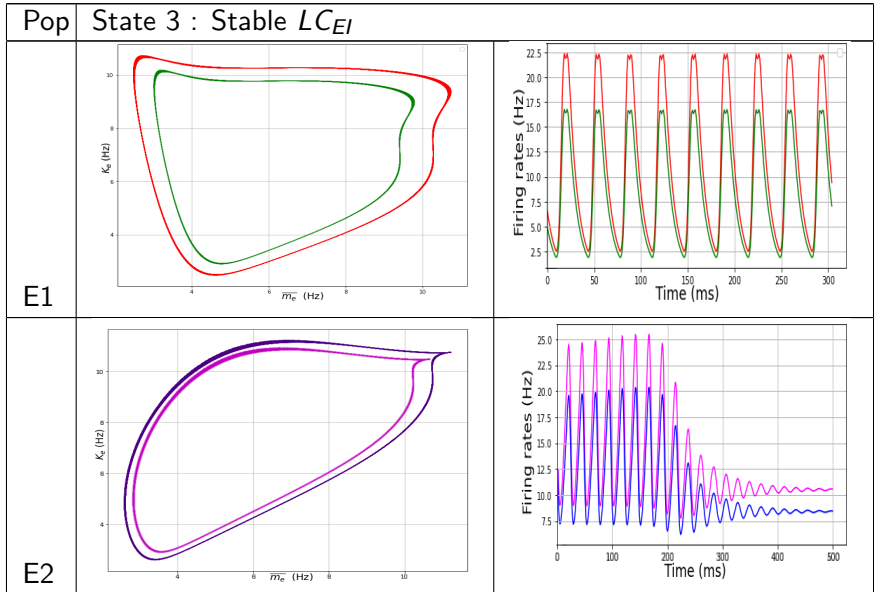 Pop State 3 : Stable LC_EI
E1
10
8
6
4
4 6 8 10
K_e (Hz)
\overline{m_e} (Hz)
22.5
20.0
17.5
15.0
12.5
10.0
7.5
5.0
2.5
0 50 100 150 200 250 300
Firing rates (Hz)
Time (ms)
E2
10
8
6
4
4 6 8 10
K_e (Hz)
\overline{m_e} (Hz)
25.0
22.5
20.0
17.5
15.0
12.5
10.0
7.5
0 100 200 300 400 500
Firing rates (Hz)
Time (ms)